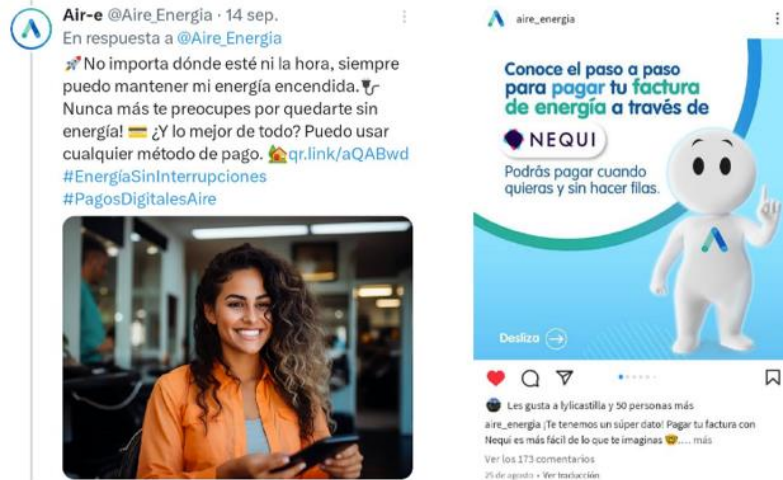 Air-e @Aire_Energia · 14 sep.
En respuesta a @Aire_Energia
🚀No importa dónde esté ni la hora, siempre
puedo mantener mi energía encendida.🔌
Nunca más te preocupes por quedarte sin
energía! 💳 ¿Y lo mejor de todo? Puedo usar
cualquier método de pago. 🏡qr.link/aQABwd
#EnergíaSinInterrupciones
#PagosDigitalesAire
aire_energia
Conoce el paso a paso
para pagar tu factura
de energía a través de
NEQUI
Podrás pagar cuando
quieras y sin hacer filas.
Desliza
Les gusta a lylicastilla y 50 personas más
aire_energia ¡Te tenemos un súper dato! Pagar tu factura con
Nequi es más fácil de lo que te imaginas 🤓.... más
Ver los 173 comentarios
25 de agosto • Ver traducción